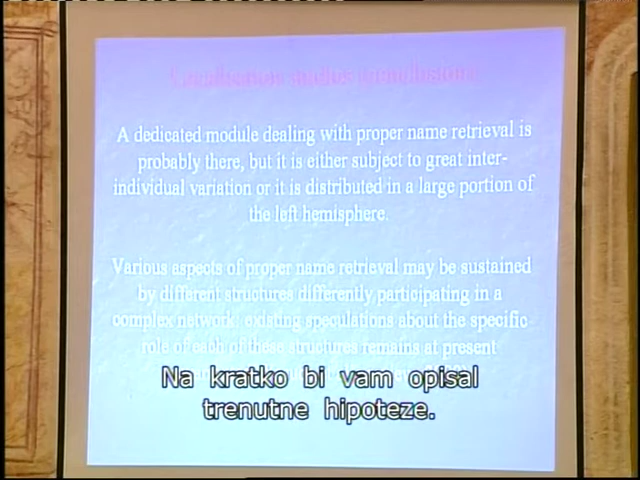 Localisation studies (conclusions)
A dedicated module dealing with proper name retrieval is
probably there, but it is either subject to great inter-
individual variation or it is distributed in a large portion of
the left hemisphere.
Various aspects of proper name retrieval may be sustained
by different structures differently participating in a
complex network: existing speculations about the specific
role of each of these structures remains at present
Na kratko bi vam opisal
trenutne hipoteze.